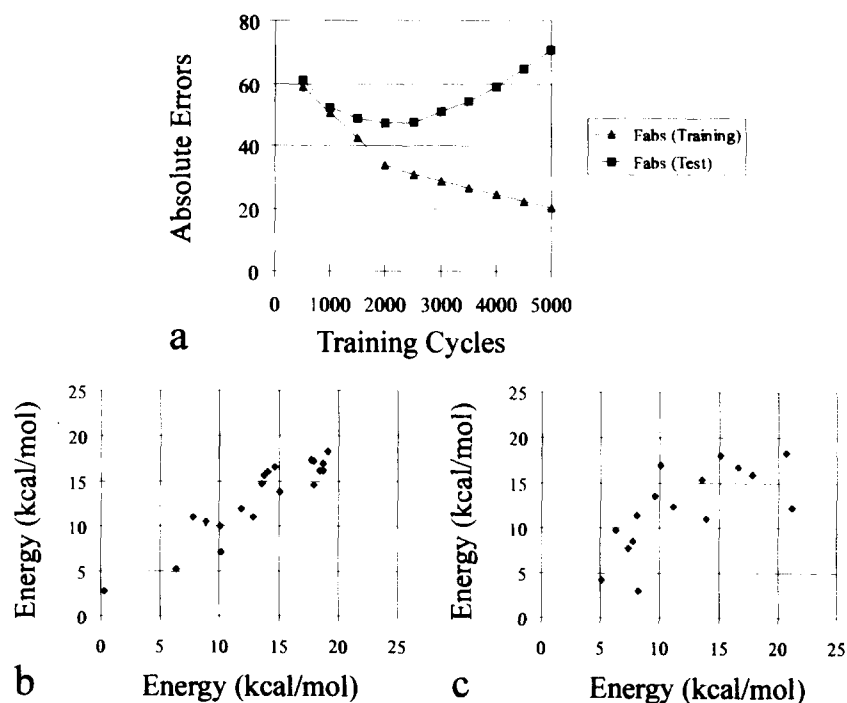 80
60
40
20
0
Absolute Errors
0 1000 2000 3000 4000 5000
Training Cycles
Fabs (Training)
Fabs (Test)
a
25
20
15
10
5
0
Energy (kcal/mol)
0 5 10 15 20 25
Energy (kcal/mol)
b
25
20
15
10
5
0
Energy (kcal/mol)
0 5 10 15 20 25
Energy (kcal/mol)
c